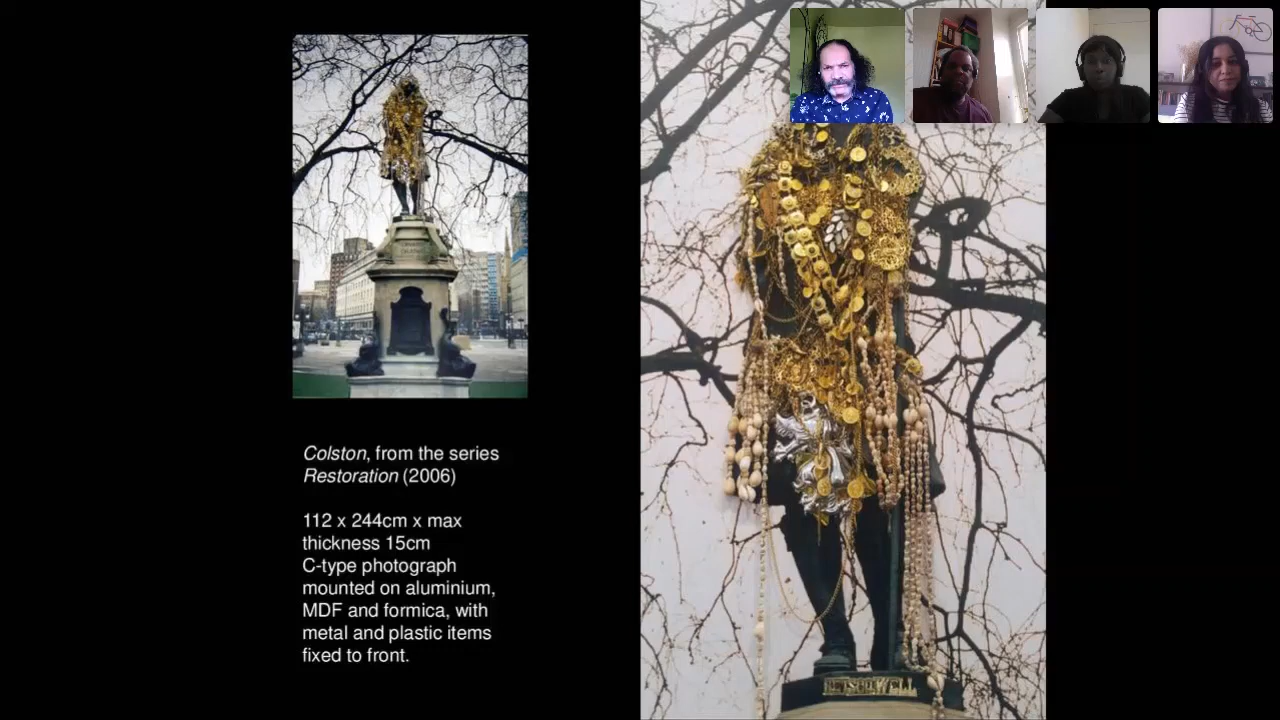 Colston, from the series
Restoration (2006)
112 x 244cm x max
thickness 15cm
C-type photograph
mounted on aluminium,
MDF and formica, with
metal and plastic items
fixed to front.